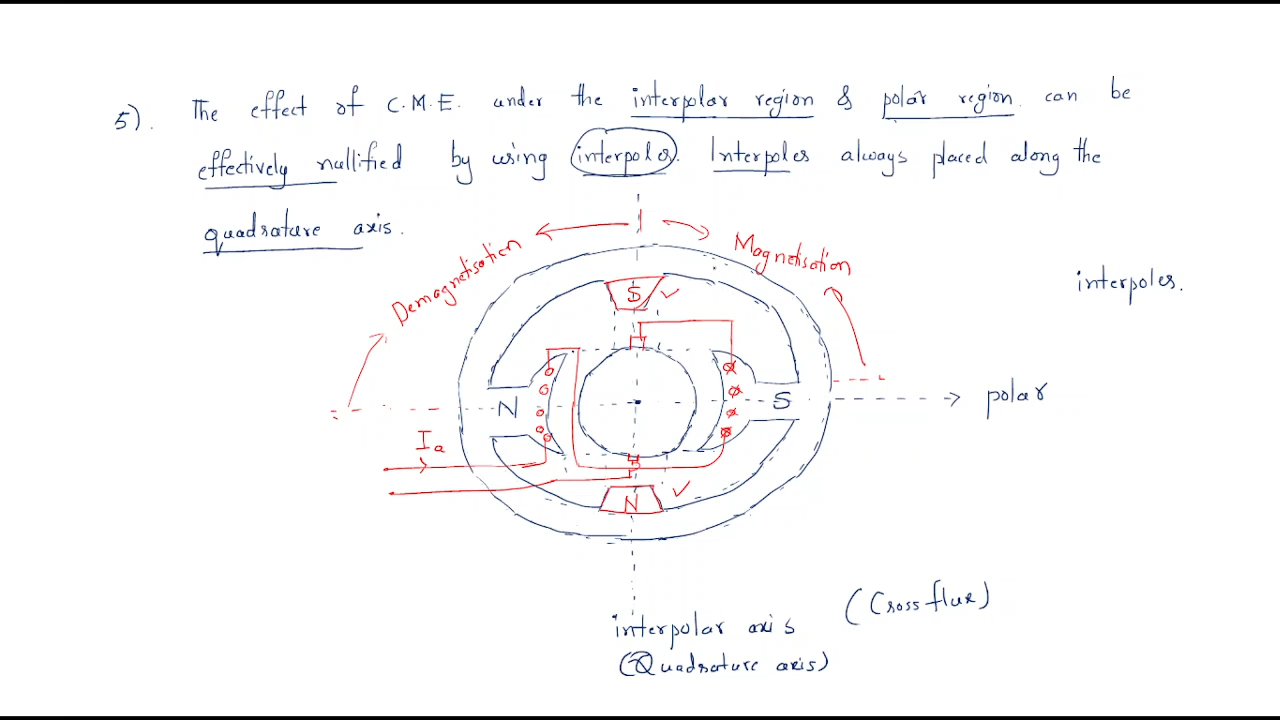 5). The effect of C.M.E. under the interpolar region & polar region. can be
effectively nullified by using interpoles. Interpoles always placed along the
quadrature axis.
Demagnetisation
Magnetisation
interpoles.
S
N
S
polar
Ia
N
(Cross flux)
interpolar axis
(Quadrature axis)